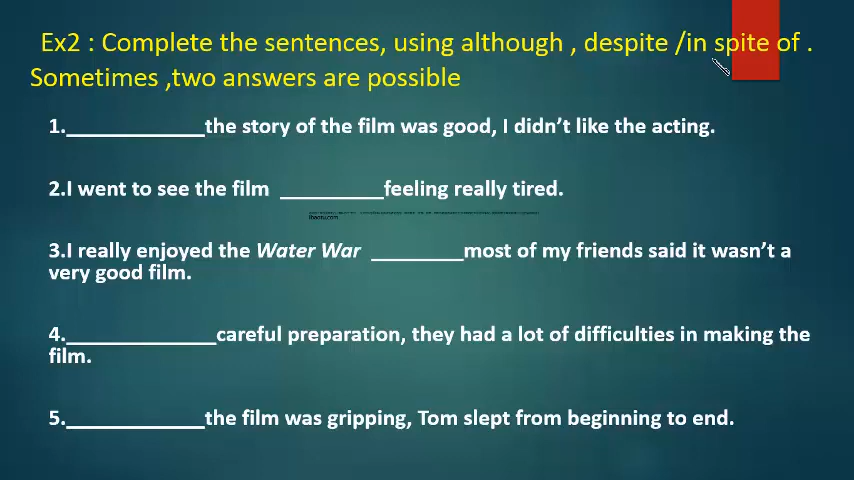 Ex2 : Complete the sentences, using although , despite /in spite of .
Sometimes ,two answers are possible
1.____________the story of the film was good, I didn't like the acting.
2.I went to see the film _________feeling really tired.
3.I really enjoyed the Water War ________most of my friends said it wasn't a
very good film.
4._____________careful preparation, they had a lot of difficulties in making the
film.
5.____________the film was gripping, Tom slept from beginning to end.